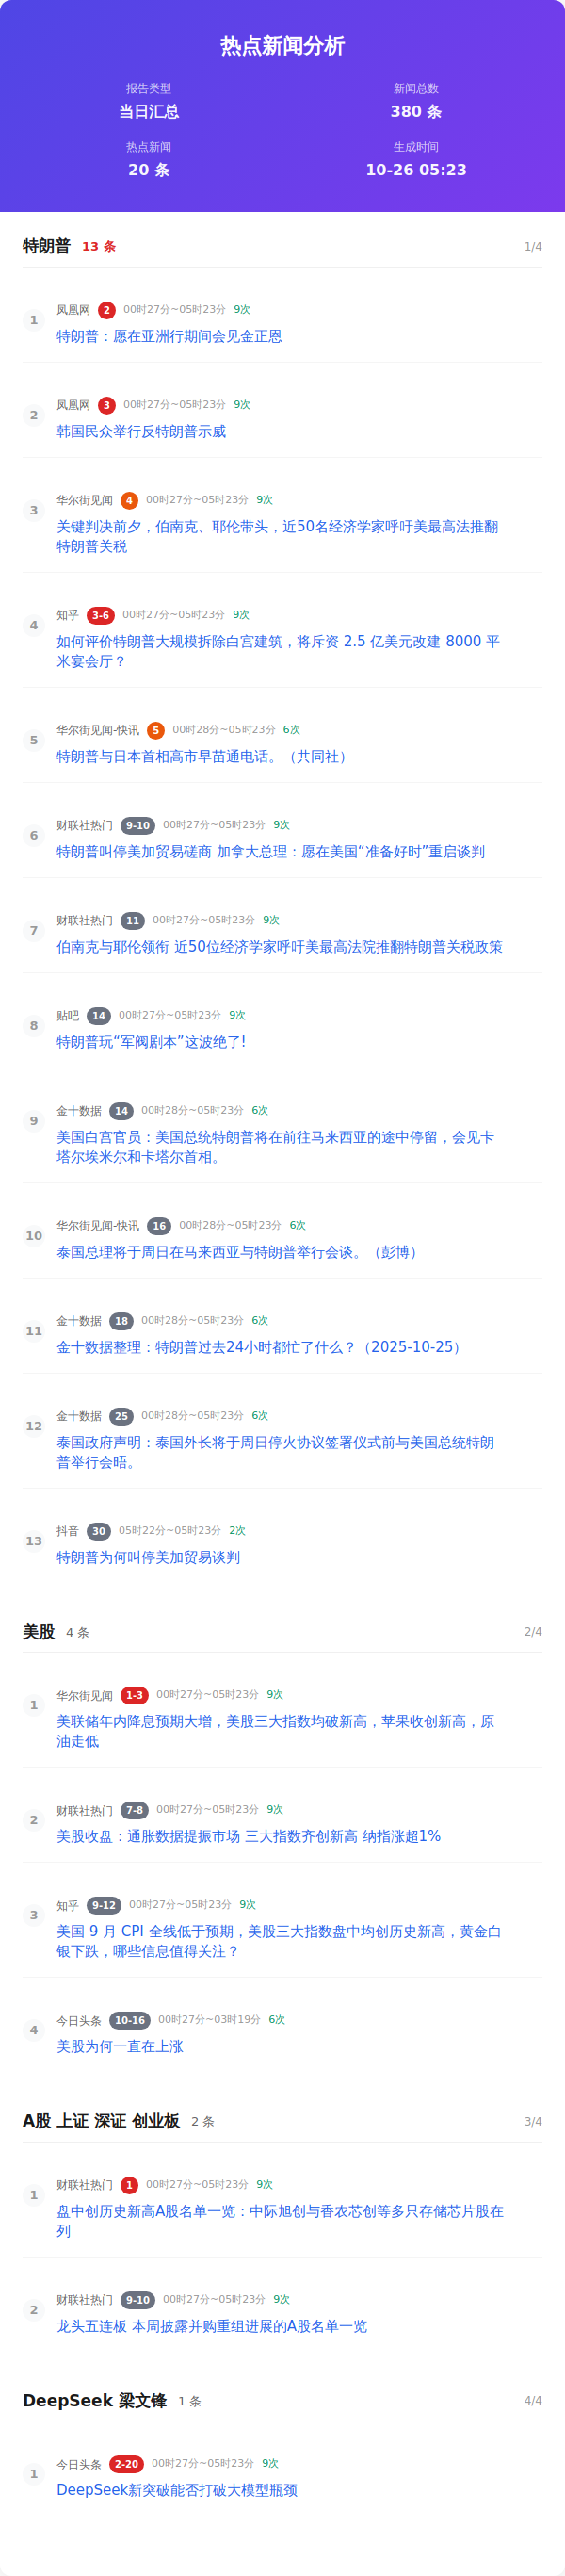 热点新闻分析
报告类型
新闻总数
当日汇总
380 条
热点新闻
生成时间
20 条
10-26 05:23
特朗普 13 条 1/4
1 凤凰网 2 00时27分~05时23分 9次
特朗普：愿在亚洲行期间会见金正恩
2 凤凰网 3 00时27分~05时23分 9次
韩国民众举行反特朗普示威
3 华尔街见闻 4 00时27分~05时23分 9次
关键判决前夕，伯南克、耶伦带头，近50名经济学家呼吁美最高法推翻
特朗普关税
4 知乎 3-6 00时27分~05时23分 9次
如何评价特朗普大规模拆除白宫建筑，将斥资 2.5 亿美元改建 8000 平
米宴会厅？
5 华尔街见闻-快讯 5 00时28分~05时23分 6次
特朗普与日本首相高市早苗通电话。（共同社）
6 财联社热门 9-10 00时27分~05时23分 9次
特朗普叫停美加贸易磋商 加拿大总理：愿在美国“准备好时”重启谈判
7 财联社热门 11 00时27分~05时23分 9次
伯南克与耶伦领衔 近50位经济学家呼吁美最高法院推翻特朗普关税政策
8 贴吧 14 00时27分~05时23分 9次
特朗普玩“军阀剧本”这波绝了!
9 金十数据 14 00时28分~05时23分 6次
美国白宫官员：美国总统特朗普将在前往马来西亚的途中停留，会见卡
塔尔埃米尔和卡塔尔首相。
10 华尔街见闻-快讯 16 00时28分~05时23分 6次
泰国总理将于周日在马来西亚与特朗普举行会谈。（彭博）
11 金十数据 18 00时28分~05时23分 6次
金十数据整理：特朗普过去24小时都忙了什么？（2025-10-25）
12 金十数据 25 00时28分~05时23分 6次
泰国政府声明：泰国外长将于周日停火协议签署仪式前与美国总统特朗
普举行会晤。
13 抖音 30 05时22分~05时23分 2次
特朗普为何叫停美加贸易谈判
美股 4 条 2/4
1 华尔街见闻 1-3 00时27分~05时23分 9次
美联储年内降息预期大增，美股三大指数均破新高，苹果收创新高，原
油走低
2 财联社热门 7-8 00时27分~05时23分 9次
美股收盘：通胀数据提振市场 三大指数齐创新高 纳指涨超1%
3 知乎 9-12 00时27分~05时23分 9次
美国 9 月 CPI 全线低于预期，美股三大指数盘中均创历史新高，黄金白
银下跌，哪些信息值得关注？
4 今日头条 10-16 00时27分~03时19分 6次
美股为何一直在上涨
A股 上证 深证 创业板 2 条 3/4
1 财联社热门 1 00时27分~05时23分 9次
盘中创历史新高A股名单一览：中际旭创与香农芯创等多只存储芯片股在
列
2 财联社热门 9-10 00时27分~05时23分 9次
龙头五连板 本周披露并购重组进展的A股名单一览
DeepSeek 梁文锋 1 条 4/4
1 今日头条 2-20 00时27分~05时23分 9次
DeepSeek新突破能否打破大模型瓶颈